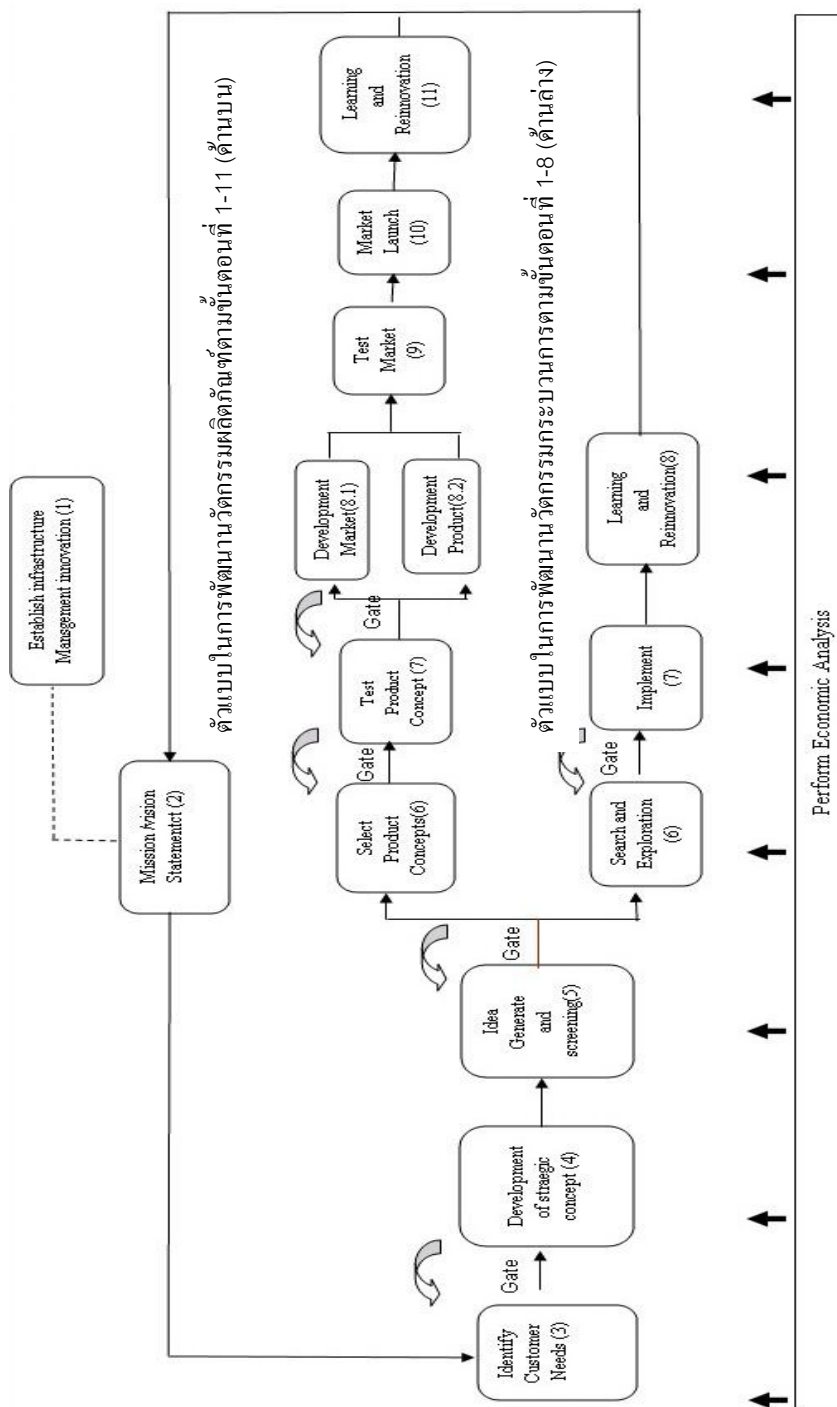 Establish infrastructure
Mansgement innovation (1)
Mission /vision
Statementct (2)
ตัวแบบในการพัฒนานวัตกรรมผลิตภัณฑ์ตามขั้นตอนที่ 1-11 (ด้านบน)
Identify
Customer
Needs (3)
Gate
Development
of straegic
concept (4)
Idea
Generate
and
screening(5)
Gate
Select
Product
Concepts(6)
Gate
Test
Product
Concept (7)
Gate
Development
Market(8.1)
Development
Product(8.2)
Test
Market
(9)
Market
Launch
(10)
Learning
and
Reinnovation
(11)
ตัวแบบในการพัฒนานวัตกรรมกระบวนการตามขั้นตอนที่ 1-8 (ด้านล่าง)
Search and
Exploration
(6)
Gate
Implement
(7)
Learning
and
Reinnovation(8)
Perform Economic Analysis